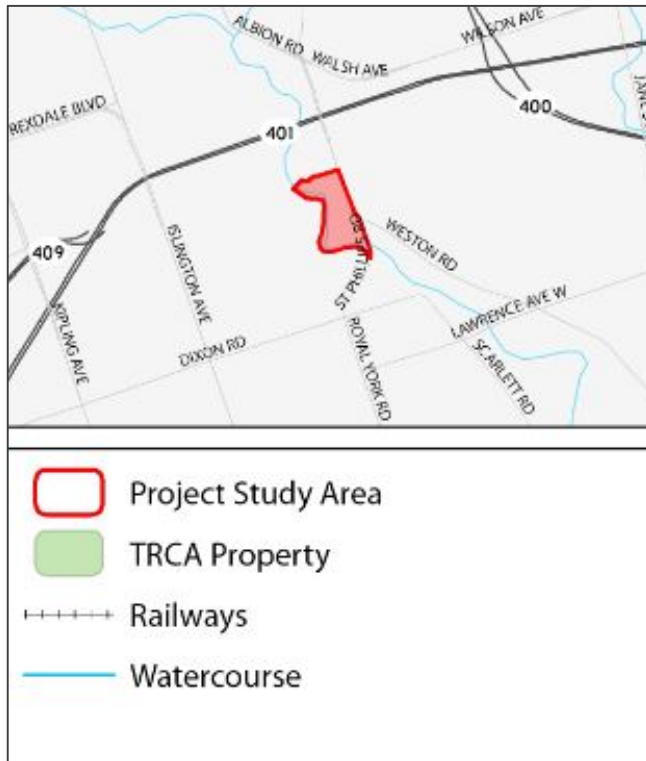 ALBION RD
WALSH AVE
WILSON AVE
REXDALE BLVD
401
400
409
ISLINGTON AVE
KIPLING AVE
DIXON RD
ST PHILLIPS RD
WESTON RD
ROYAL YORK RD
LAWRENCE AVE W
SCARLETT RD
Project Study Area
TRCA Property
Railways
Watercourse